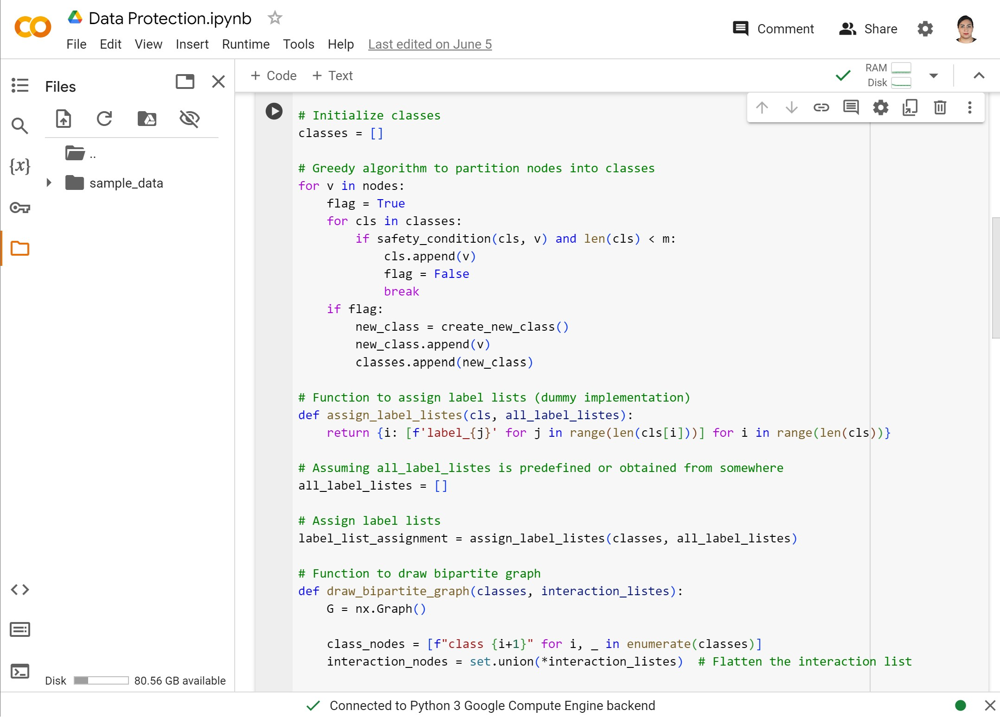 Data Protection.ipynb
File Edit View Insert Runtime Tools Help Last edited on June 5
Comment Share
Files
+ Code + Text
RAM
Disk
..
sample_data
{x}
# Initialize classes
classes = []
# Greedy algorithm to partition nodes into classes
for v in nodes:
    flag = True
    for cls in classes:
        if safety_condition(cls, v) and len(cls) < m:
            cls.append(v)
            flag = False
            break
    if flag:
        new_class = create_new_class()
        new_class.append(v)
        classes.append(new_class)
# Function to assign label lists (dummy implementation)
def assign_label_listes(cls, all_label_listes):
    return {i: [f'label_{j}' for j in range(len(cls[i]))] for i in range(len(cls))}
# Assuming all_label_listes is predefined or obtained from somewhere
all_label_listes = []
# Assign label lists
label_list_assignment = assign_label_listes(classes, all_label_listes)
# Function to draw bipartite graph
def draw_bipartite_graph(classes, interaction_listes):
    G = nx.Graph()
    class_nodes = [f"class {i+1}" for i, _ in enumerate(classes)]
    interaction_nodes = set.union(*interaction_listes)  # Flatten the interaction list
Disk 80.56 GB available
Connected to Python 3 Google Compute Engine backend